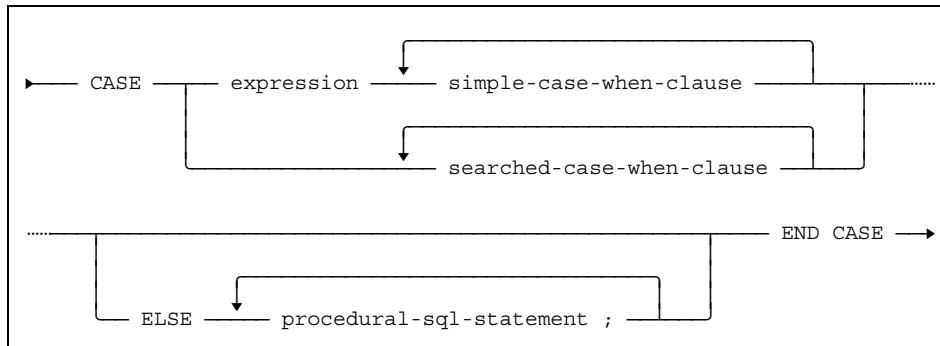 CASE expression simple-case-when-clause
searched-case-when-clause
END CASE
ELSE procedural-sql-statement ;